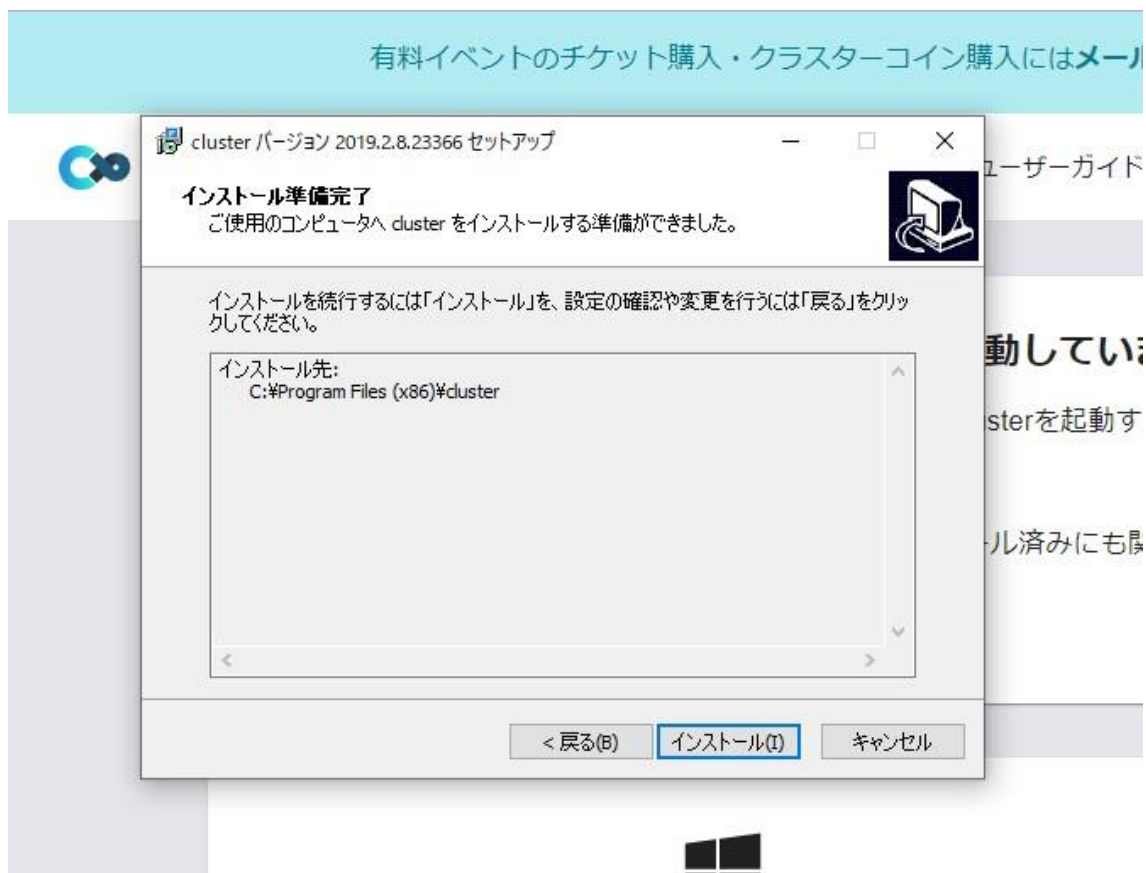 有料イベントのチケット購入・クラスターコイン購入にはメール
cluster バージョン 2019.2.8.23366 セットアップ
ユーザーガイド
インストール準備完了
ご使用のコンピュータへ cluster をインストールする準備ができました。
インストールを続行するには「インストール」を、設定の確認や変更を行うには「戻る」をクリッ
クしてください。
動していま
インストール先:
C:¥Program Files (x86)¥cluster
sterを起動す
ル済みにも関
< 戻る(B)
インストール(I)
キャンセル